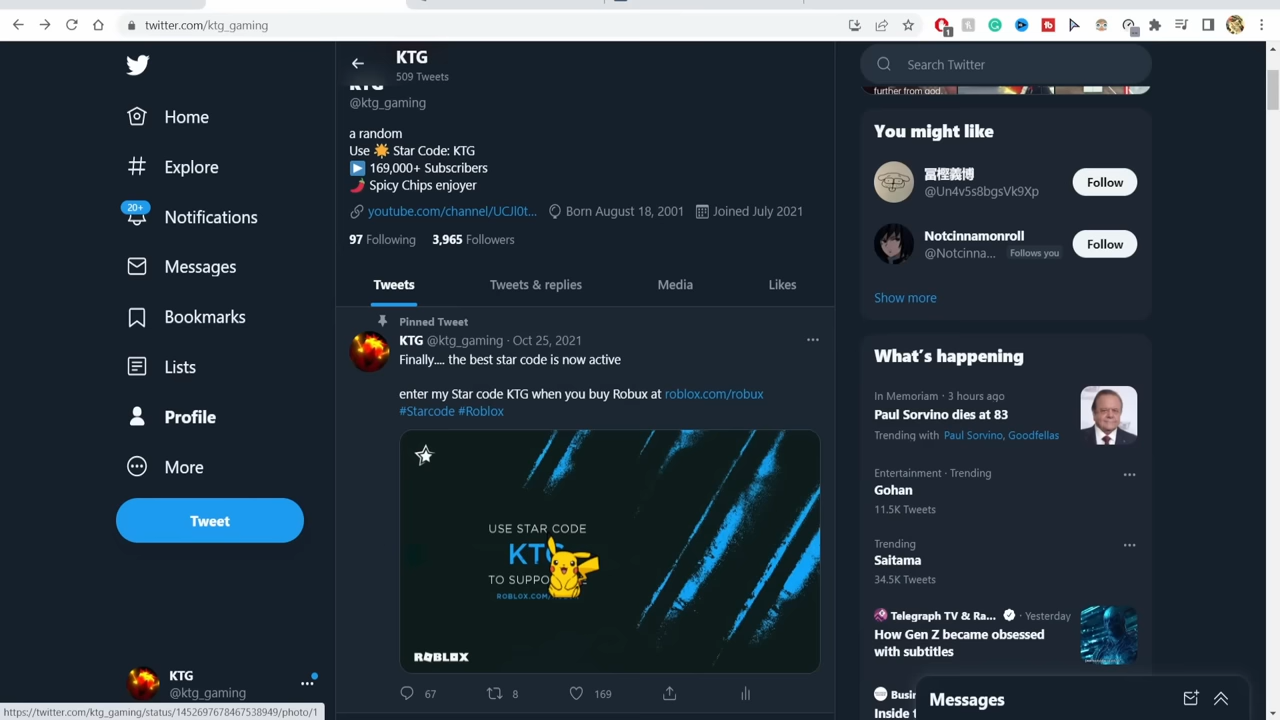 twitter.com/ktg_gaming
Home
Explore
20+
Notifications
Messages
Bookmarks
Lists
Profile
More
Tweet
KTG
@ktg_gaming
https://twitter.com/ktg_gaming/status/1452697678467538949/photo/1
KTG
509 Tweets
KTG
@ktg_gaming
a random
Use Star Code: KTG
169,000+ Subscribers
Spicy Chips enjoyer
youtube.com/channel/UCJl0t... Born August 18, 2001 Joined July 2021
97 Following 3,965 Followers
Tweets Tweets & replies Media Likes
Pinned Tweet
KTG @ktg_gaming · Oct 25, 2021
Finally.... the best star code is now active
enter my Star code KTG when you buy Robux at roblox.com/robux
#Starcode #Roblox
USE STAR CODE
KTG
TO
ROBLOX
67 8 169
Search Twitter
further from god.
You might like
冨樫義博
@Un4v5s8bgsVk9Xp
Follow
Notcinnamonroll
@Notcinna... Follows you
Follow
Show more
What's happening
In Memoriam · 3 hours ago
Paul Sorvino dies at 83
Trending with Paul Sorvino, Goodfellas
Entertainment · Trending
Gohan
11.5K Tweets
Trending
Saitama
34.5K Tweets
Telegraph TV & Ra... · Yesterday
How Gen Z became obsessed
with subtitles
Busin
Inside t
Messages